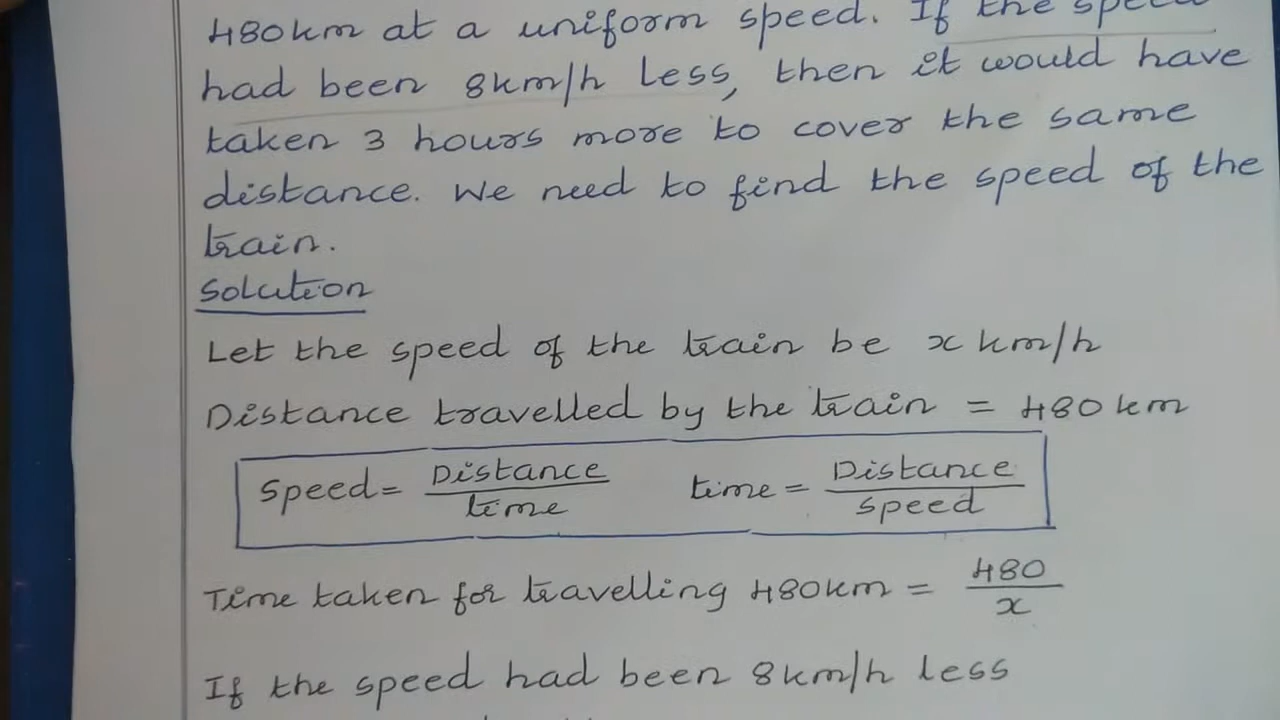 480km at a uniform speed. If the speed
had been 8km/h less, then it would have
taken 3 hours more to cover the same
distance. We need to find the speed of the
train.
Solution
Let the speed of the train be x km/h
Distance travelled by the train = 480km
Speed = Distance/time time = Distance/speed
Time taken for travelling 480km = 480/x
If the speed had been 8km/h less